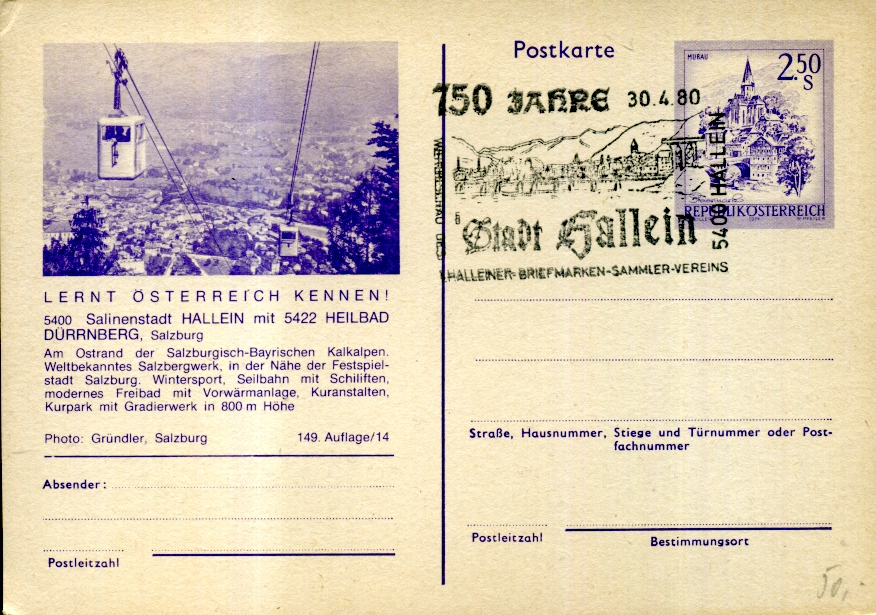 Postkarte
MURAU
2.50
S
REPUBLIK ÖSTERREICH
750 JAHRE 30.4.80
Stadt Hallein
HALLEINER-BRIEFMARKEN-SAMMLER-VEREINS
5400 HALLEIN
LERNT ÖSTERREICH KENNEN!
5400 Salinenstadt HALLEIN mit 5422 HEILBAD
DÜRRNBERG, Salzburg
Am Ostrand der Salzburgisch-Bayrischen Kalkalpen.
Weltbekanntes Salzbergwerk, in der Nähe der Festspiel-
stadt Salzburg. Wintersport, Seilbahn mit Schiliften,
modernes Freibad mit Vorwärmanlage, Kuranstalten,
Kurpark mit Gradierwerk in 800 m Höhe
Photo: Gründler, Salzburg 149. Auflage/14
Absender:
Postleitzahl
Straße, Hausnummer, Stiege und Türnummer oder Post-
fachnummer
Postleitzahl
Bestimmungsort
50,-